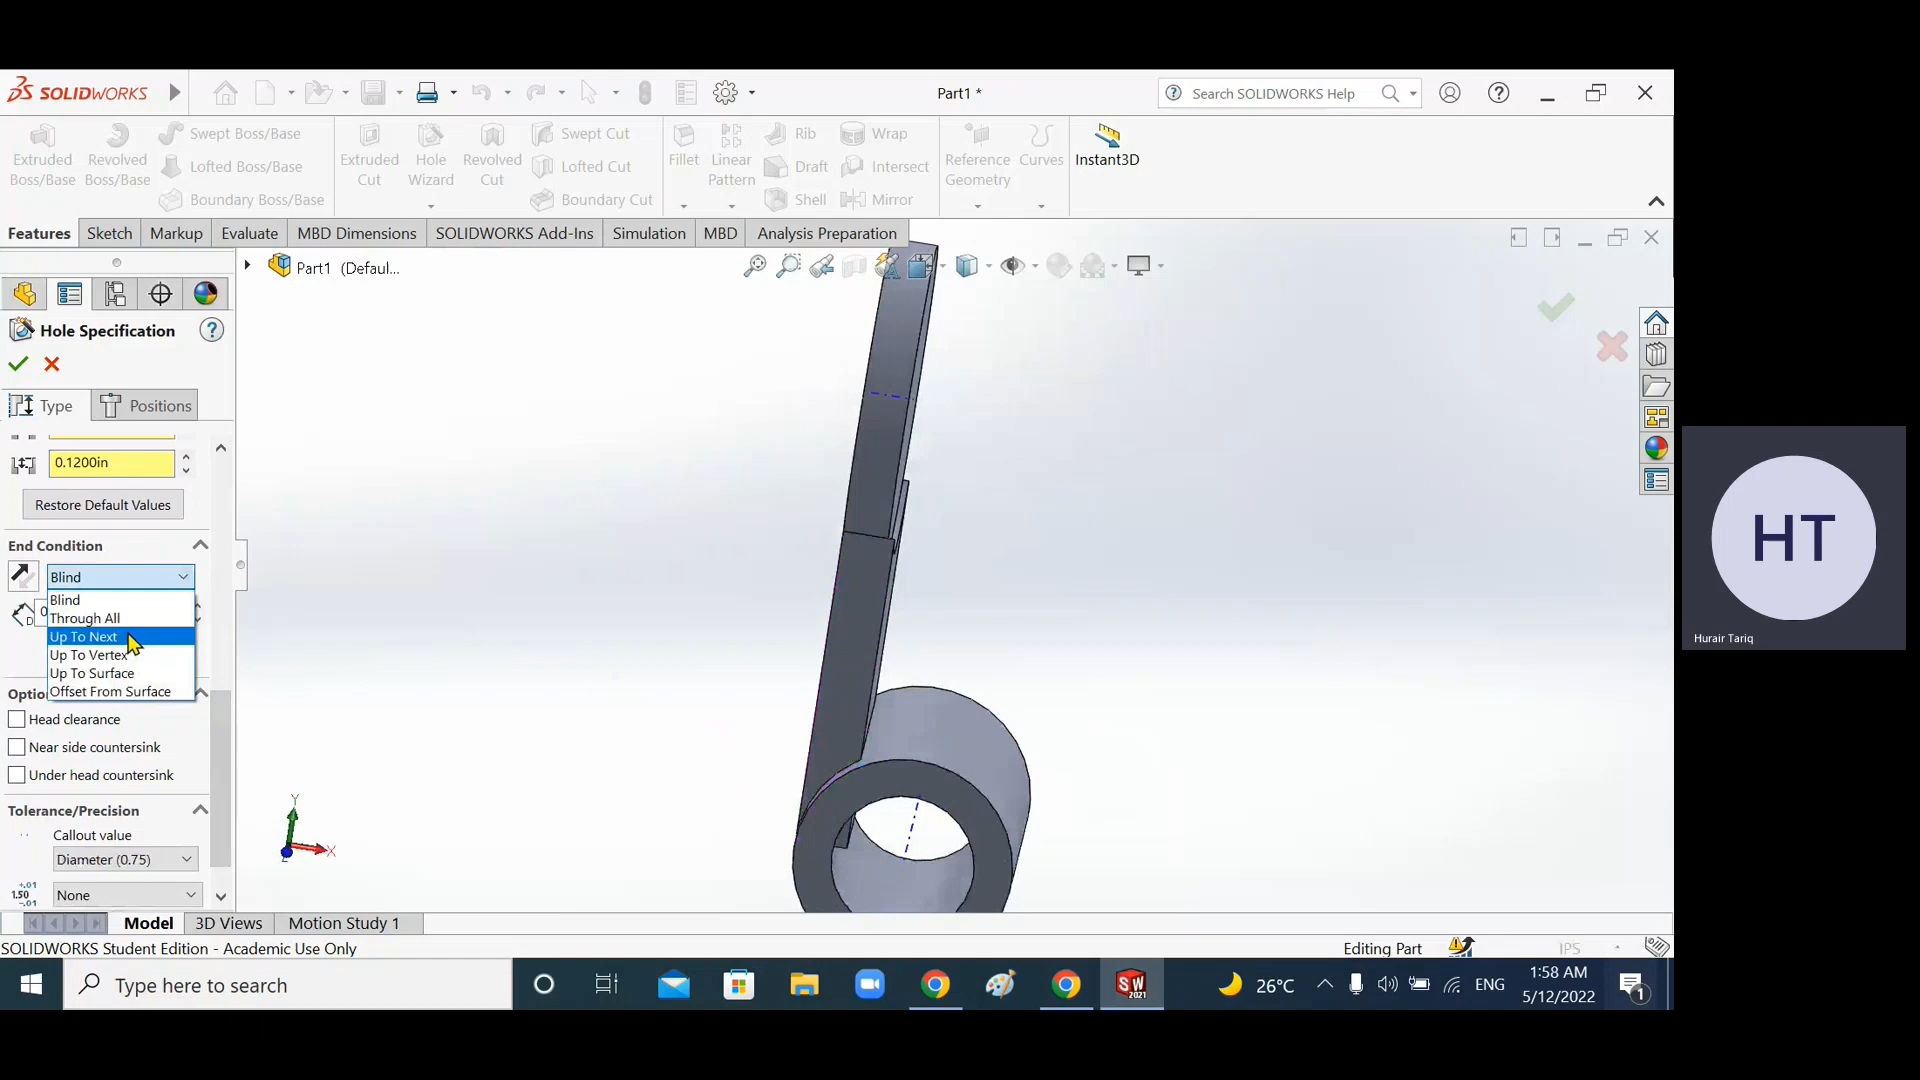 SOLIDWORKS
Part1 *
Search SOLIDWORKS Help
Extruded Boss/Base
Revolved Boss/Base
Swept Boss/Base
Lofted Boss/Base
Boundary Boss/Base
Extruded Cut
Hole Wizard
Revolved Cut
Swept Cut
Lofted Cut
Boundary Cut
Fillet
Linear Pattern
Rib
Draft
Shell
Wrap
Intersect
Mirror
Reference Geometry
Curves
Instant3D
Features
Sketch
Markup
Evaluate
MBD Dimensions
SOLIDWORKS Add-Ins
Simulation
MBD
Analysis Preparation
Part1 (Defaul...
Hole Specification
Type
Positions
0.1200in
Restore Default Values
End Condition
Blind
Blind
Through All
Up To Next
Up To Vertex
Up To Surface
Offset From Surface
Head clearance
Near side countersink
Under head countersink
Tolerance/Precision
Callout value
Diameter (0.75)
1.50
None
Y
X
Z
Model
3D Views
Motion Study 1
SOLIDWORKS Student Edition - Academic Use Only
Editing Part
IPS
Type here to search
SW
2021
26°C
ENG
1:58 AM
5/12/2022
1
HT
Hurair Tariq